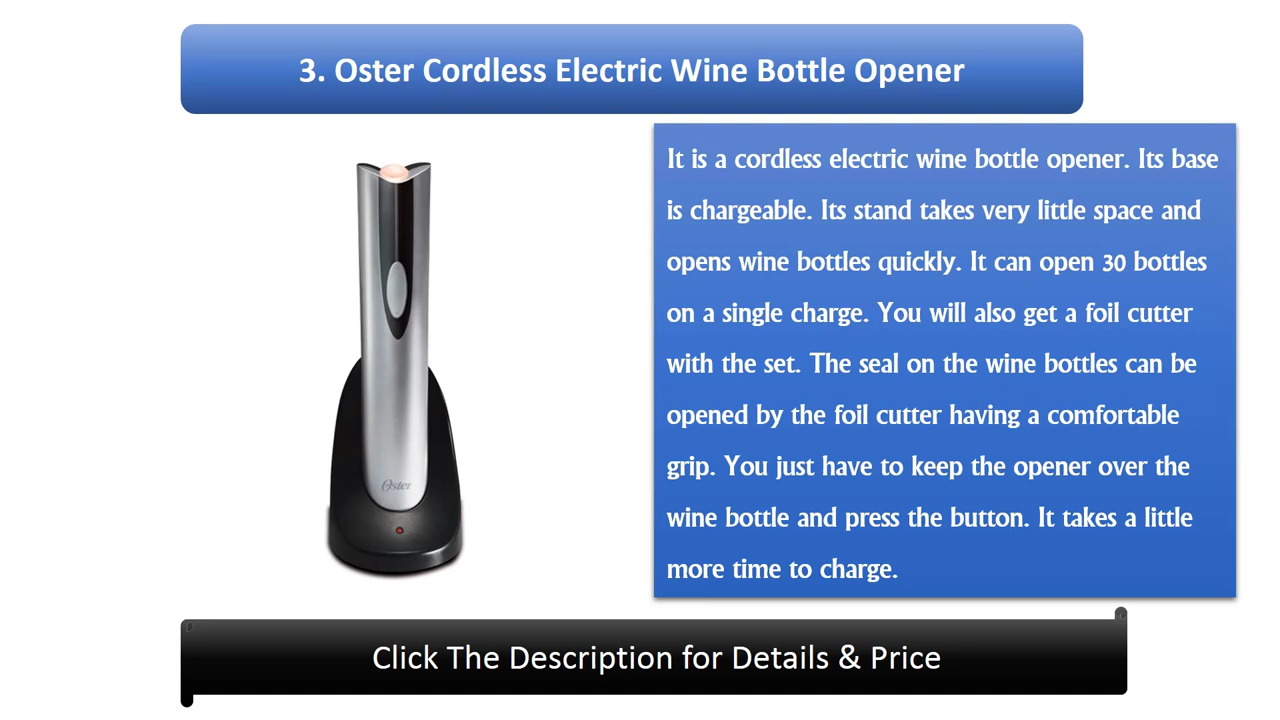 3. Oster Cordless Electric Wine Bottle Opener
It is a cordless electric wine bottle opener. Its base
is chargeable. Its stand takes very little space and
opens wine bottles quickly. It can open 30 bottles
on a single charge. You will also get a foil cutter
with the set. The seal on the wine bottles can be
opened by the foil cutter having a comfortable
grip. You just have to keep the opener over the
wine bottle and press the button. It takes a little
more time to charge.
Oster
Click The Description for Details & Price